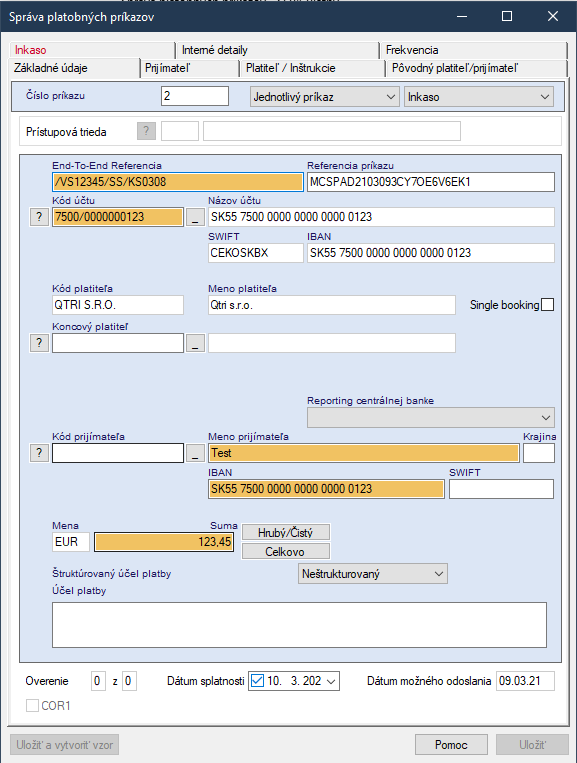 Správa platobných príkazov
Inkaso
Interné detaily
Frekvencia
Základné údaje
Prijímateľ
Platiteľ / Inštrukcie
Pôvodný platiteľ/prijímateľ
Číslo príkazu
2
Jednotlivý príkaz
Inkaso
Prístupová trieda
?
End-To-End Referencia
Referencia príkazu
/VS12345/SS/KS0308
MCSPAD2103093CY7OE6V6EK1
Kód účtu
Názov účtu
?
7500/0000000123
_
SK55 7500 0000 0000 0000 0123
SWIFT
IBAN
CEKOSKBX
SK55 7500 0000 0000 0000 0123
Kód platiteľa
Meno platiteľa
QTRI S.R.O.
Qtri s.r.o.
Single booking
Koncový platiteľ
?
_
Reporting centrálnej banke
Kód prijímateľa
Meno prijímateľa
Krajina
?
_
Test
IBAN
SWIFT
SK55 7500 0000 0000 0000 0123
Mena
Suma
EUR
123,45
Hrubý/Čistý
Celkovo
Štruktúrovaný účel platby
Neštrukturovaný
Účel platby
Overenie
0
z
0
Dátum splatnosti
10. 3. 202
Dátum možného odoslania
09.03.21
COR1
Uložiť a vytvoriť vzor
Pomoc
Uložiť